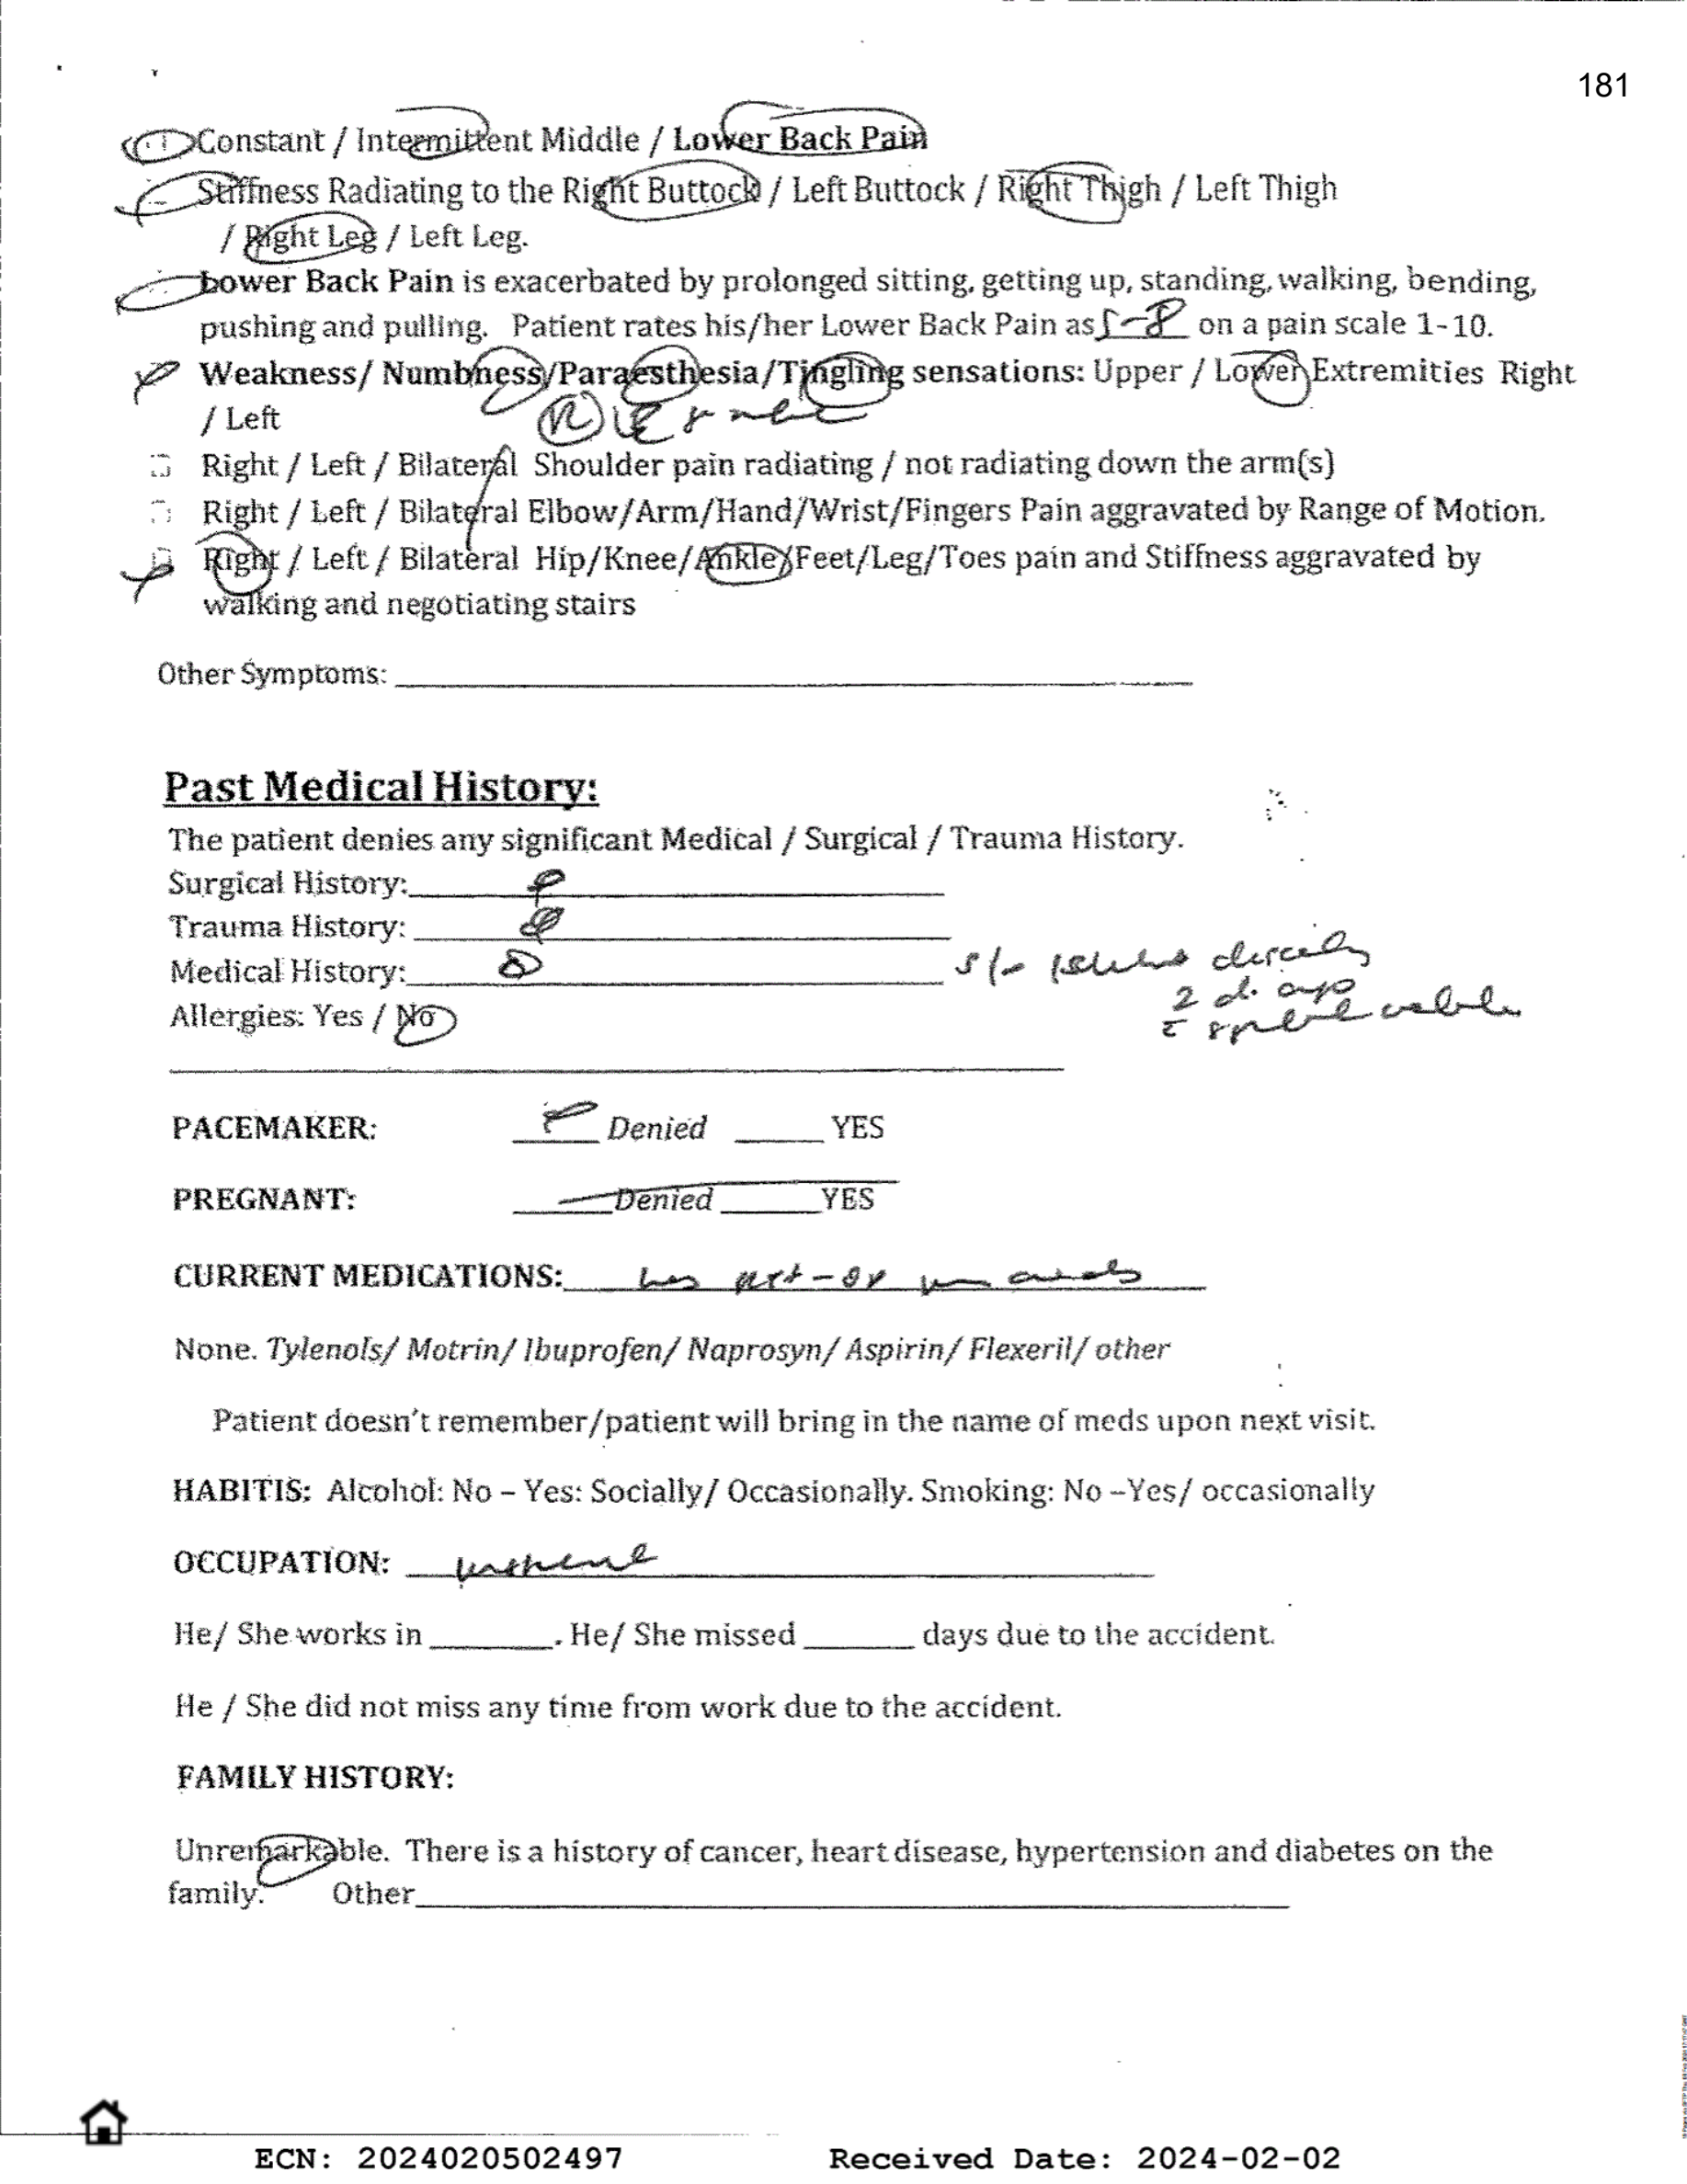 181
Constant / Intermittent Middle / Lower Back Pain
Stiffness Radiating to the Right Buttock / Left Buttock / Right Thigh / Left Thigh
/ Right Leg / Left Leg.
Lower Back Pain is exacerbated by prolonged sitting, getting up, standing, walking, bending,
pushing and pulling. Patient rates his/her Lower Back Pain as 5-8 on a pain scale 1-10.
Weakness/ Numbness/Paraesthesia/Tingling sensations: Upper / Lower Extremities Right
/ Left
Right / Left / Bilateral Shoulder pain radiating / not radiating down the arm(s)
Right / Left / Bilateral Elbow/Arm/Hand/Wrist/Fingers Pain aggravated by Range of Motion.
Right / Left / Bilateral Hip/Knee/Ankle/Feet/Leg/Toes pain and Stiffness aggravated by
walking and negotiating stairs
Other Symptoms:
Past Medical History:
The patient denies any significant Medical / Surgical / Trauma History.
Surgical History:
Trauma History:
Medical History:
2 d. ago
Allergies: Yes / No
PACEMAKER: Denied YES
PREGNANT: Denied YES
CURRENT MEDICATIONS:
None. Tylenols/ Motrin/ Ibuprofen/ Naprosyn/ Aspirin/ Flexeril/ other
Patient doesn't remember/patient will bring in the name of meds upon next visit.
HABITIS: Alcohol: No – Yes: Socially/ Occasionally. Smoking: No –Yes/ occasionally
OCCUPATION:
He/ She works in . He/ She missed days due to the accident.
He / She did not miss any time from work due to the accident.
FAMILY HISTORY:
Unremarkable. There is a history of cancer, heart disease, hypertension and diabetes on the
family. Other
ECN: 2024020502497 Received Date: 2024-02-02